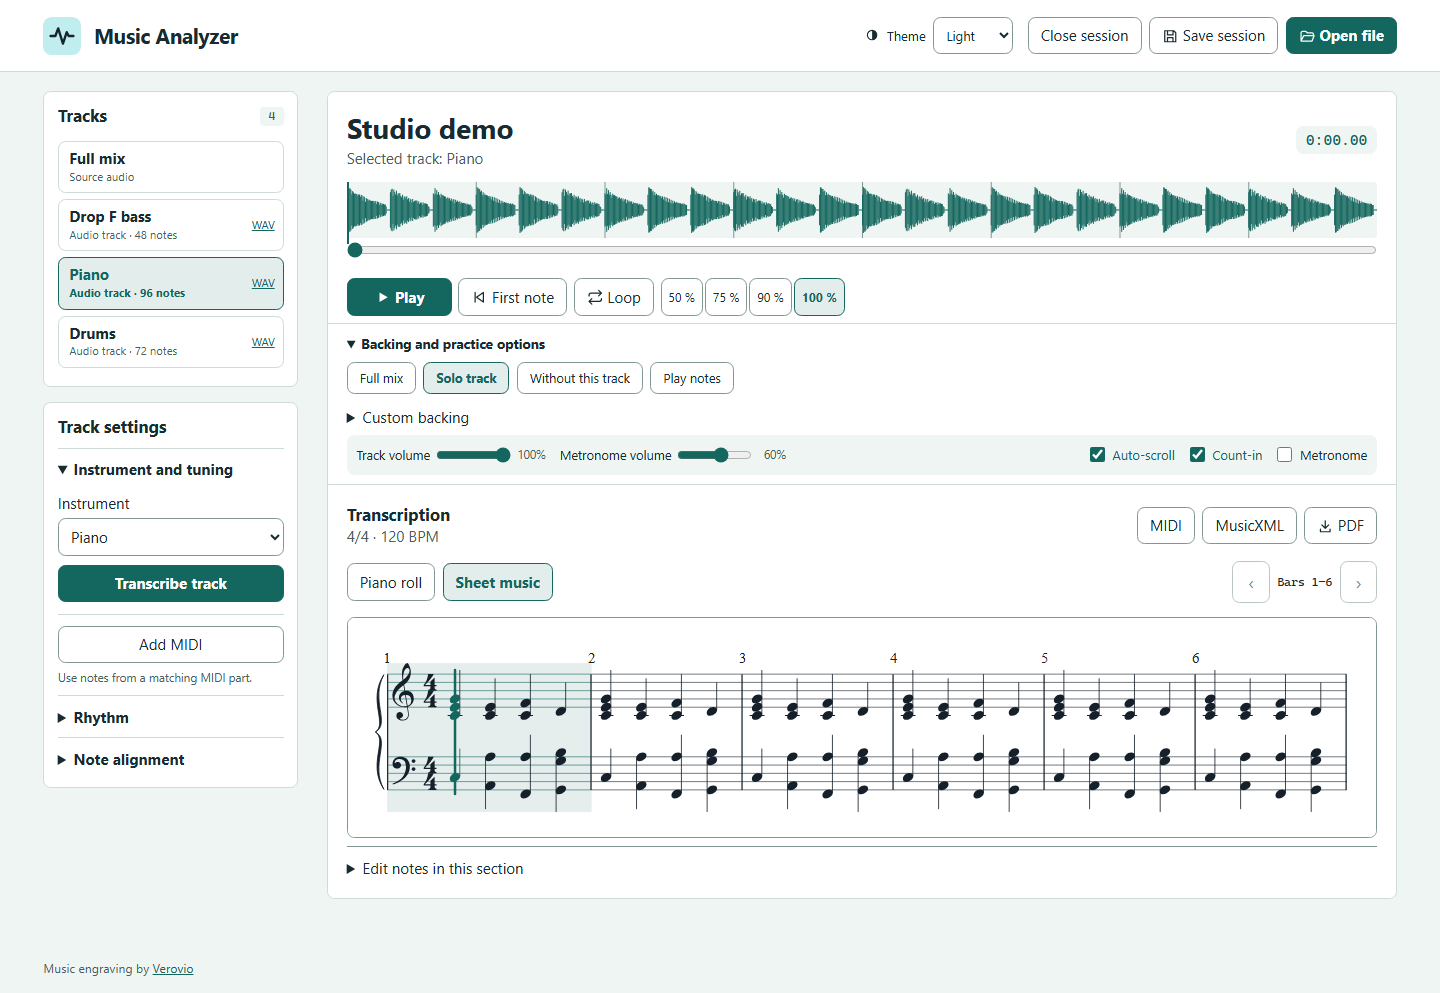 Music Analyzer
Theme
Light
Close session
Save session
Open file
Tracks
4
Full mix
Source audio
Drop F bass
Audio track · 48 notes
WAV
Piano
Audio track · 96 notes
WAV
Drums
Audio track · 72 notes
WAV
Track settings
Instrument and tuning
Instrument
Piano
Transcribe track
Add MIDI
Use notes from a matching MIDI part.
Rhythm
Note alignment
Studio demo
Selected track: Piano
0:00.00
Play
First note
Loop
50 %
75 %
90 %
100 %
Backing and practice options
Full mix
Solo track
Without this track
Play notes
Custom backing
Track volume
100%
Metronome volume
60%
Auto-scroll
Count-in
Metronome
Transcription
4/4 · 120 BPM
MIDI
MusicXML
PDF
Piano roll
Sheet music
‹
Bars 1–6
›
1 2 3 4 5 6
4
4
4
4
Edit notes in this section
Music engraving by Verovio